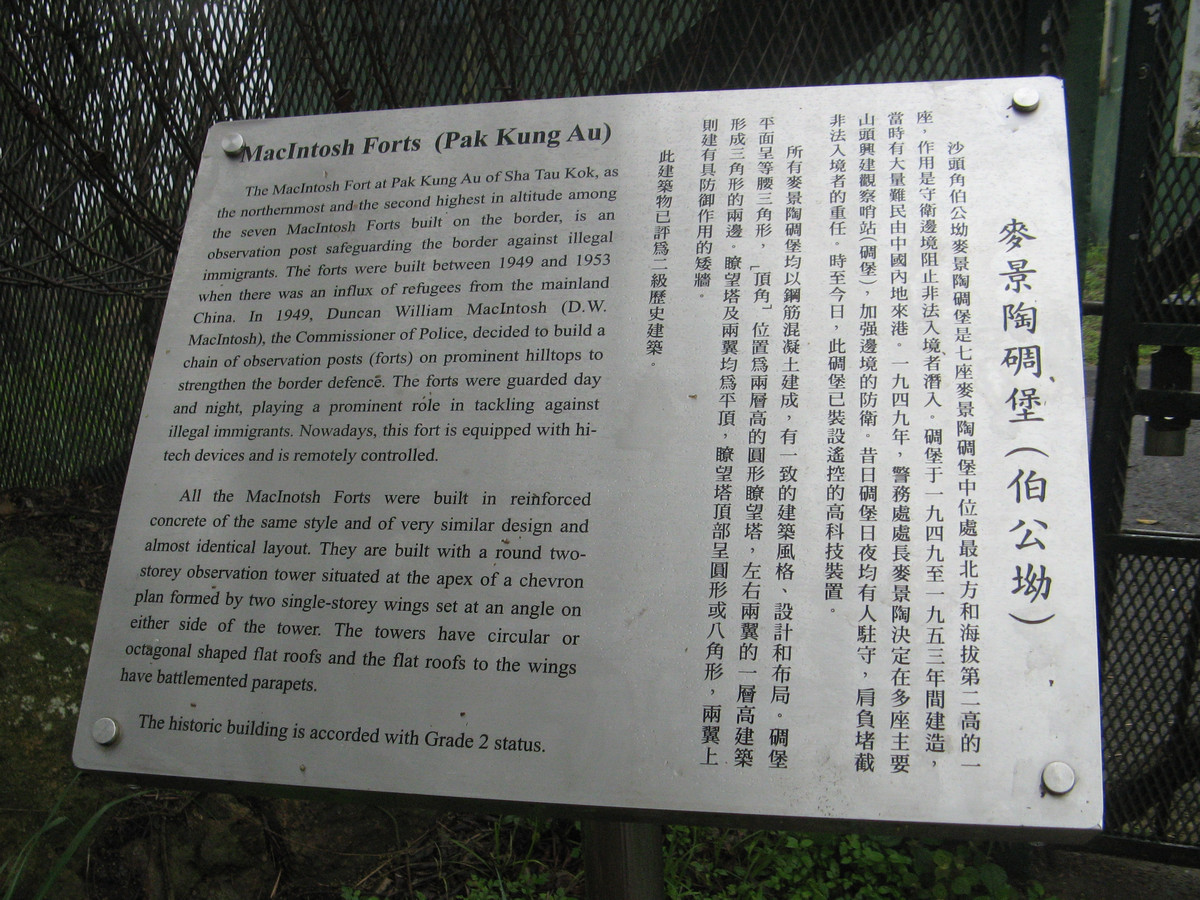 MacIntosh Forts (Pak Kung Au)
The MacIntosh Fort at Pak Kung Au of Sha Tau Kok, as
the northernmost and the second highest in altitude among
the seven MacIntosh Forts built on the border, is an
observation post safeguarding the border against illegal
immigrants. The forts were built between 1949 and 1953
when there was an influx of refugees from the mainland
China. In 1949, Duncan William MacIntosh (D.W.
MacIntosh), the Commissioner of Police, decided to build a
chain of observation posts (forts) on prominent hilltops to
strengthen the border defence. The forts were guarded day
and night, playing a prominent role in tackling against
illegal immigrants. Nowadays, this fort is equipped with hi-
tech devices and is remotely controlled.
All the MacInotsh Forts were built in reinforced
concrete of the same style and of very similar design and
almost identical layout. They are built with a round two-
storey observation tower situated at the apex of a chevron
plan formed by two single-storey wings set at an angle on
either side of the tower. The towers have circular or
octagonal shaped flat roofs and the flat roofs to the wings
have battlemented parapets.
The historic building is accorded with Grade 2 status.
麥景陶碉堡(伯公坳)
沙頭角伯公坳麥景陶碉堡是七座麥景陶碉堡中位處最北方和海拔第二高的一
座，作用是守衛邊境阻止非法入境者潛入。碉堡于一九四九至一九五三年間建造，
當時有大量難民由中國內地來港。一九四九年，警務處處長麥景陶決定在多座主要
山頭興建觀察哨站(碉堡)，加强邊境的防衛。昔日碉堡日夜均有人駐守，肩負堵截
非法入境者的重任。時至今日，此碉堡已裝設遙控的高科技裝置。
所有麥景陶碉堡均以鋼筋混凝土建成，有一致的建築風格、設計和布局。碉堡
平面呈等腰三角形，「頂角」位置爲兩層高的圓形瞭望塔，左右兩翼的一層高建築
形成三角形的兩邊。瞭望塔及兩翼均爲平頂，瞭望塔頂部呈圓形或八角形，兩翼上
則建有具防御作用的矮牆。
此建築物已評爲二級歷史建築。